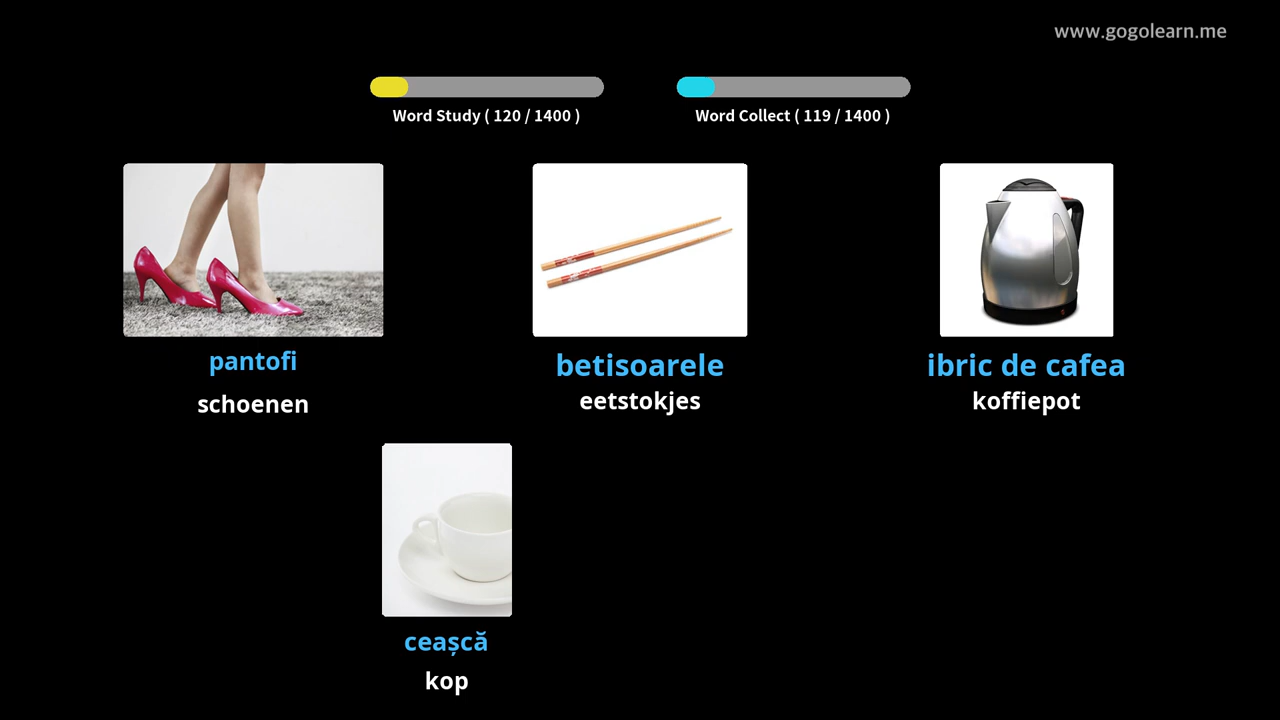 www.gogolearn.me
Word Study ( 120 / 1400 )
Word Collect ( 119 / 1400 )
pantofi
schoenen
betisoarele
eetstokjes
ibric de cafea
koffiepot
ceașcă
kop